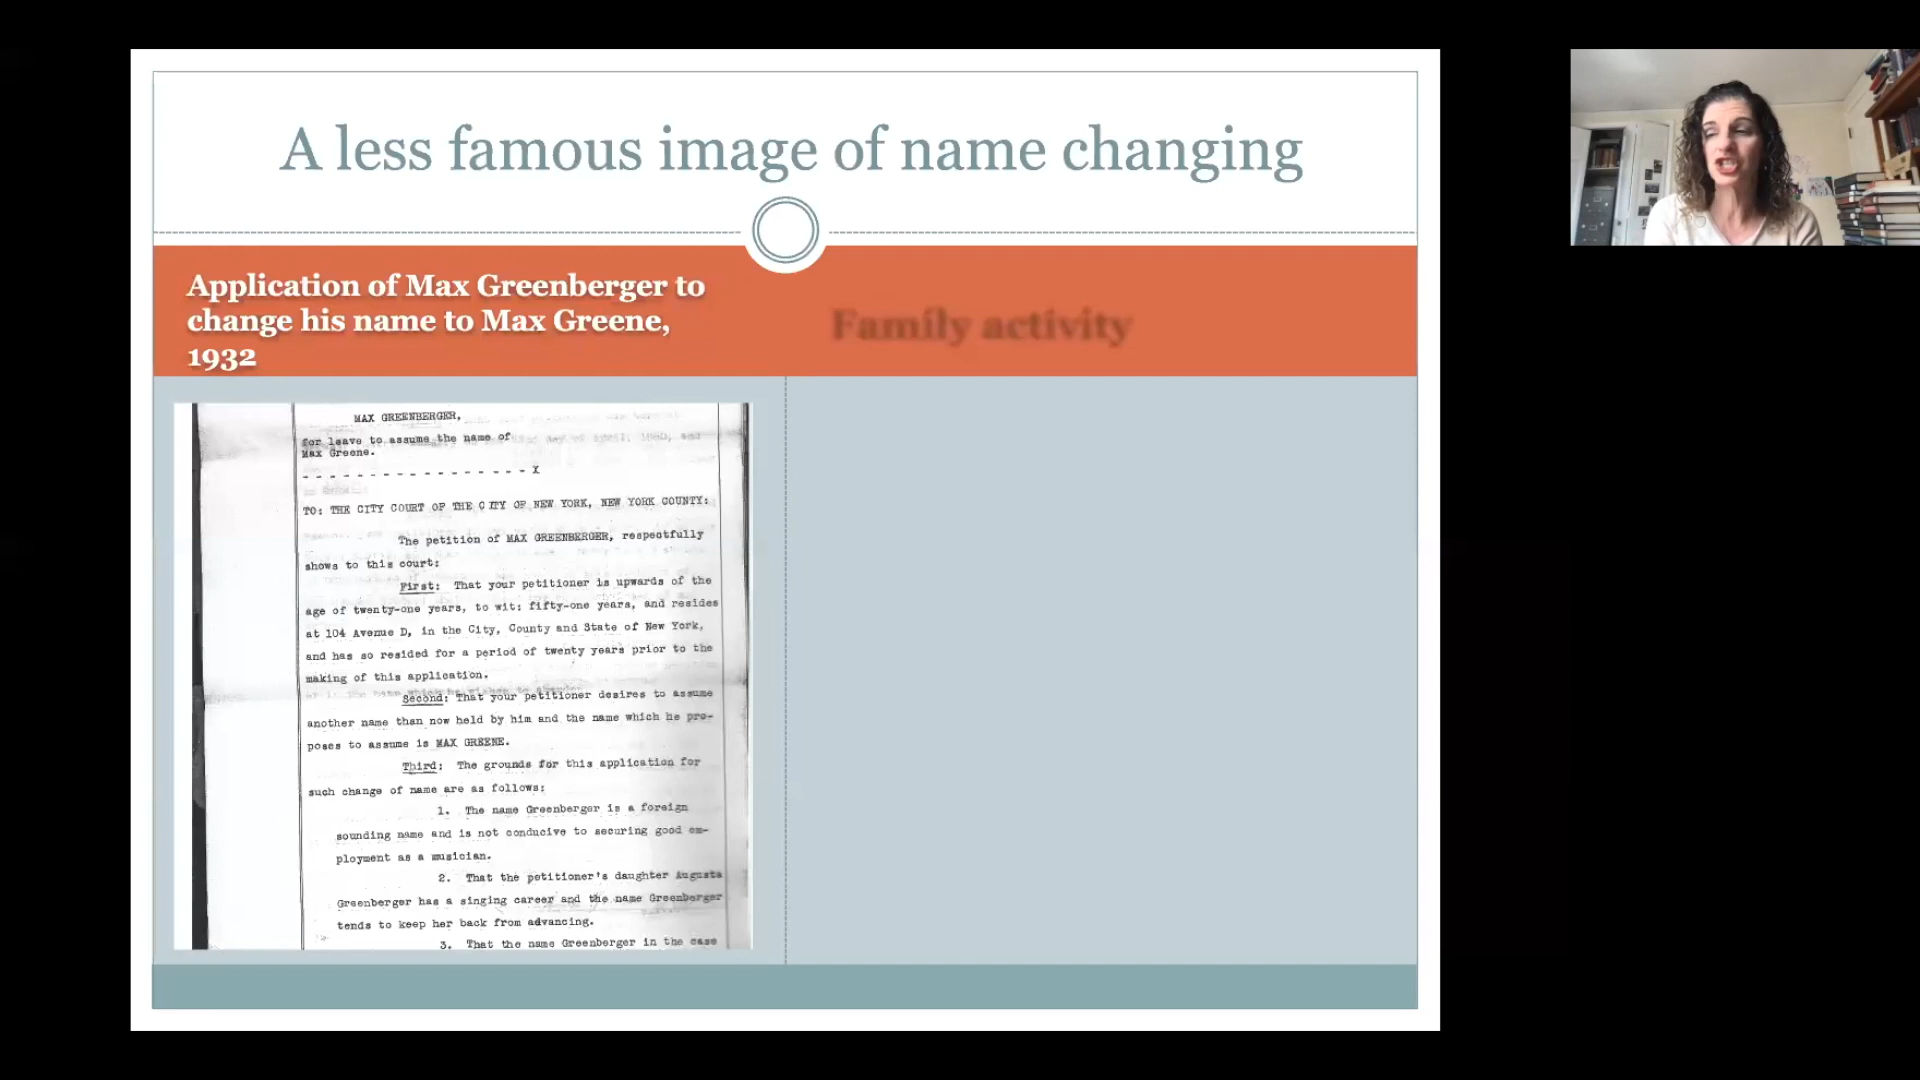 A less famous image of name changing
Application of Max Greenberger to
change his name to Max Greene,
1932
Family activity
MAX GREENBERGER,
for leave to assume the name of
Max Greene.
- - - - - - - - - - - - - - - - - X
TO: THE CITY COURT OF THE CITY OF NEW YORK, NEW YORK COUNTY:
The petition of MAX GREENBERGER, respectfully
shows to this court:
First: That your petitioner is upwards of the
age of twenty-one years, to wit: fifty-one years, and resides
at 104 Avenue D, in the City, County and State of New York,
and has so resided for a period of twenty years prior to the
making of this application.
Second: That your petitioner desires to assume
another name than now held by him and the name which he pro-
poses to assume is MAX GREENE.
Third: The grounds for this application for
such change of name are as follows:
1. The name Greenberger is a foreign
sounding name and is not conducive to securing good em-
ployment as a musician.
2. That the petitioner's daughter Augusta
Greenberger has a singing career and the name Greenberger
tends to keep her back from advancing.
3. That the name Greenberger in the case